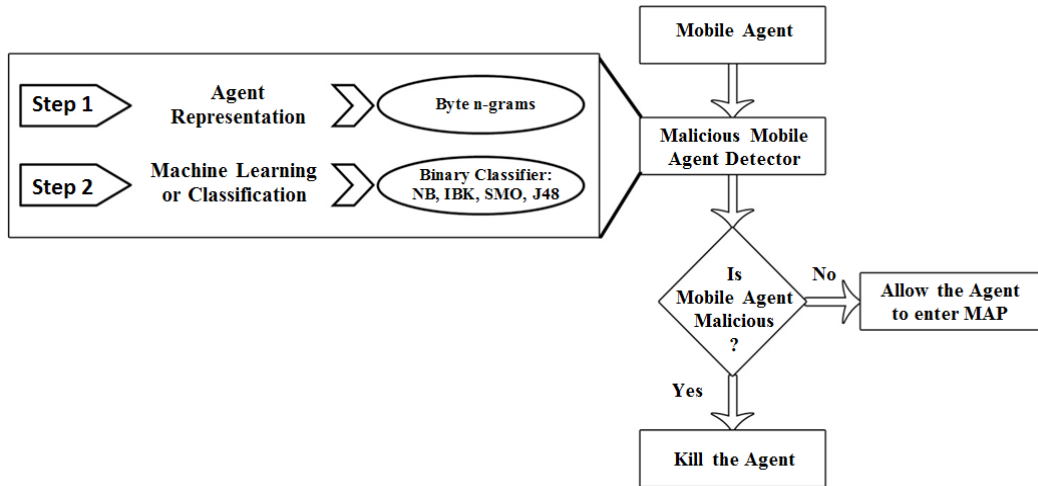 Mobile Agent
Step 1
Agent
Representation
Byte n-grams
Malicious Mobile
Agent Detector
Step 2
Machine Learning
or Classification
Binary Classifier:
NB, IBK, SMO, J48
Is
Mobile Agent
Malicious
?
No
Allow the Agent
to enter MAP
Yes
Kill the Agent